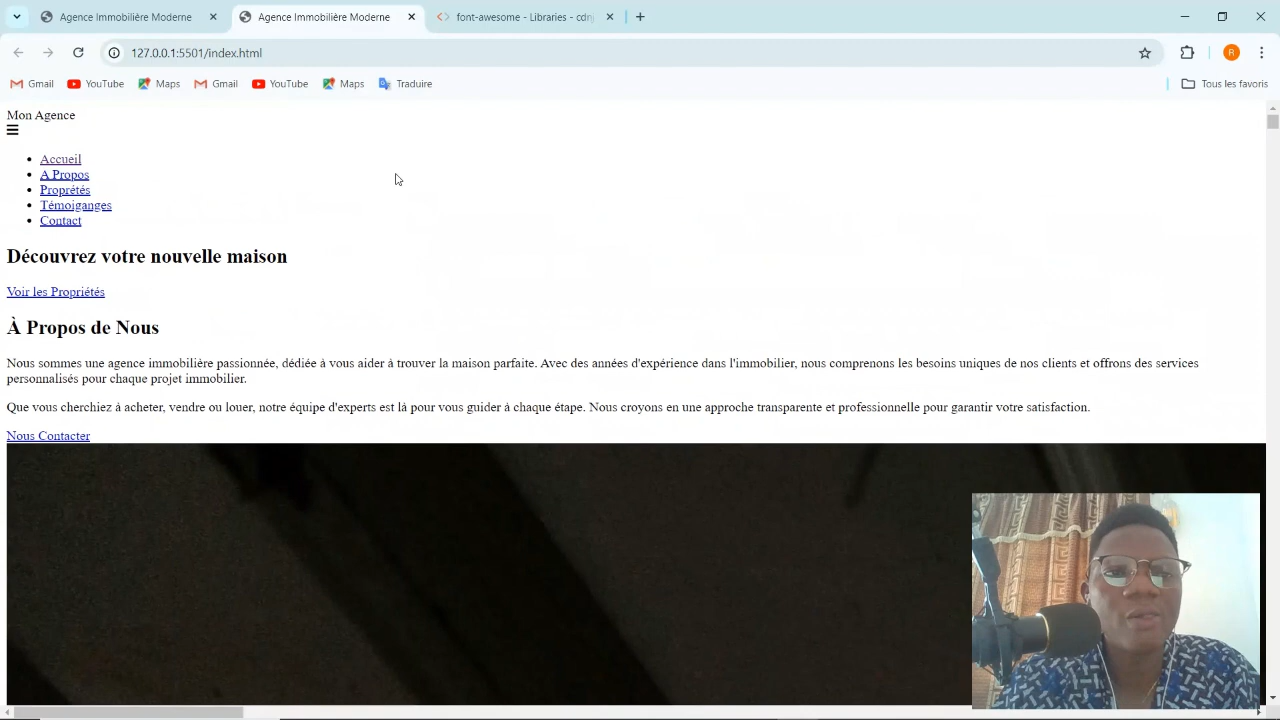 Agence Immobilière Moderne
Agence Immobilière Moderne
font-awesome - Libraries - cdnj
127.0.0.1:5501/index.html
R
Gmail YouTube Maps Gmail YouTube Maps Traduire Tous les favoris
Mon Agence
Accueil
A Propos
Proprétés
Témoiganges
Contact
Découvrez votre nouvelle maison
Voir les Propriétés
À Propos de Nous
Nous sommes une agence immobilière passionnée, dédiée à vous aider à trouver la maison parfaite. Avec des années d'expérience dans l'immobilier, nous comprenons les besoins uniques de nos clients et offrons des services
personnalisés pour chaque projet immobilier.
Que vous cherchiez à acheter, vendre ou louer, notre équipe d'experts est là pour vous guider à chaque étape. Nous croyons en une approche transparente et professionnelle pour garantir votre satisfaction.
Nous Contacter